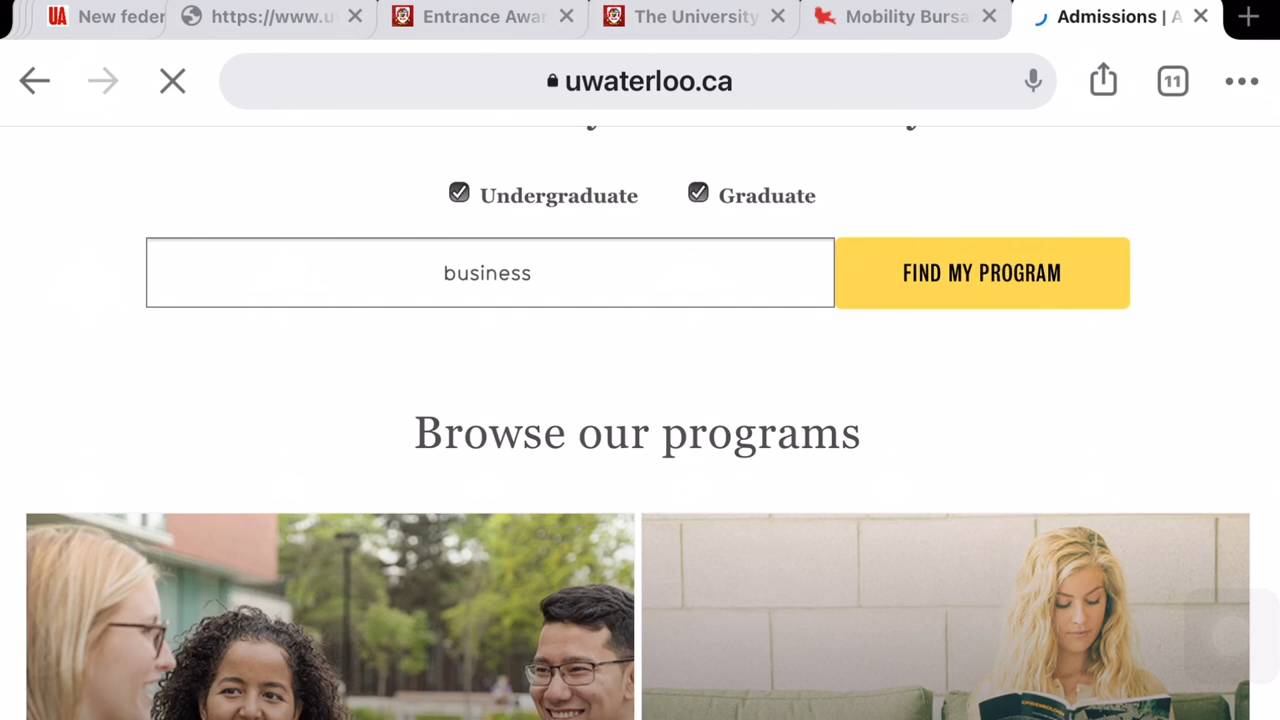 New feder
https://www.u
Entrance Awar
The University
Mobility Bursa
Admissions | A
uwaterloo.ca
11
Undergraduate
Graduate
business
FIND MY PROGRAM
Browse our programs